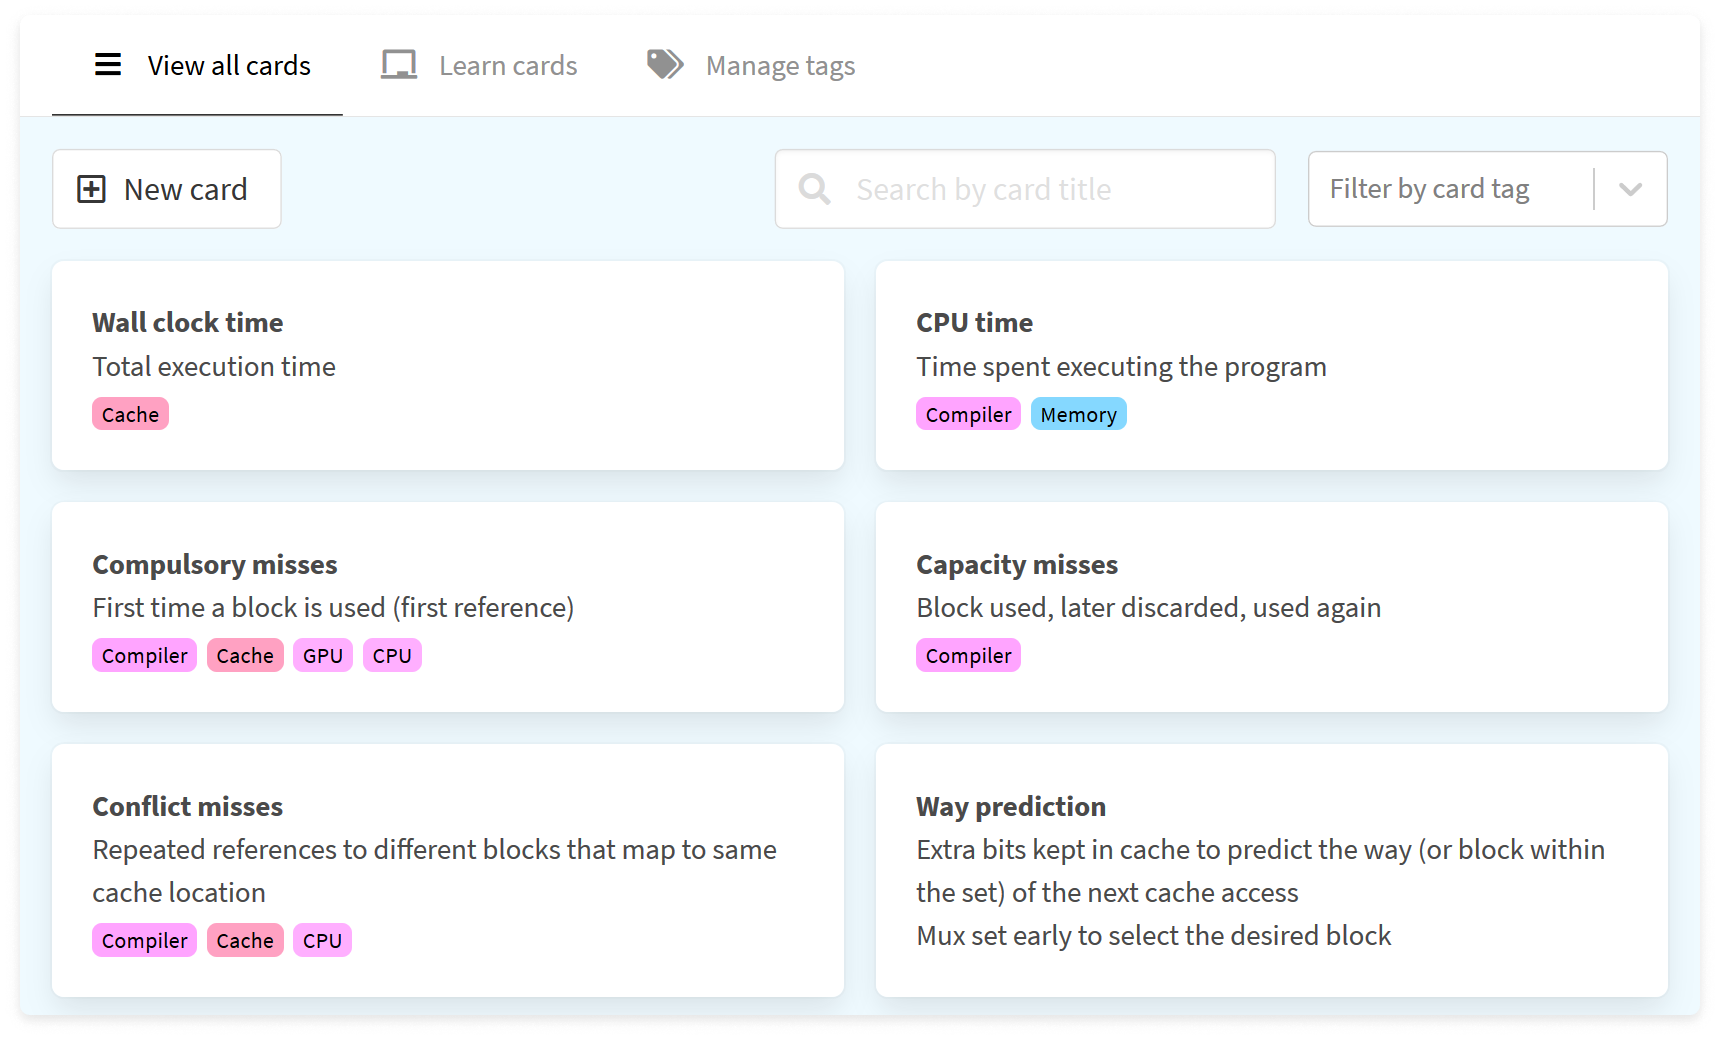 View all cards
Learn cards
Manage tags
New card
Search by card title
Filter by card tag
Wall clock time
Total execution time
Cache
CPU time
Time spent executing the program
Compiler Memory
Compulsory misses
First time a block is used (first reference)
Compiler Cache GPU CPU
Capacity misses
Block used, later discarded, used again
Compiler
Conflict misses
Repeated references to different blocks that map to same
cache location
Compiler Cache CPU
Way prediction
Extra bits kept in cache to predict the way (or block within
the set) of the next cache access
Mux set early to select the desired block